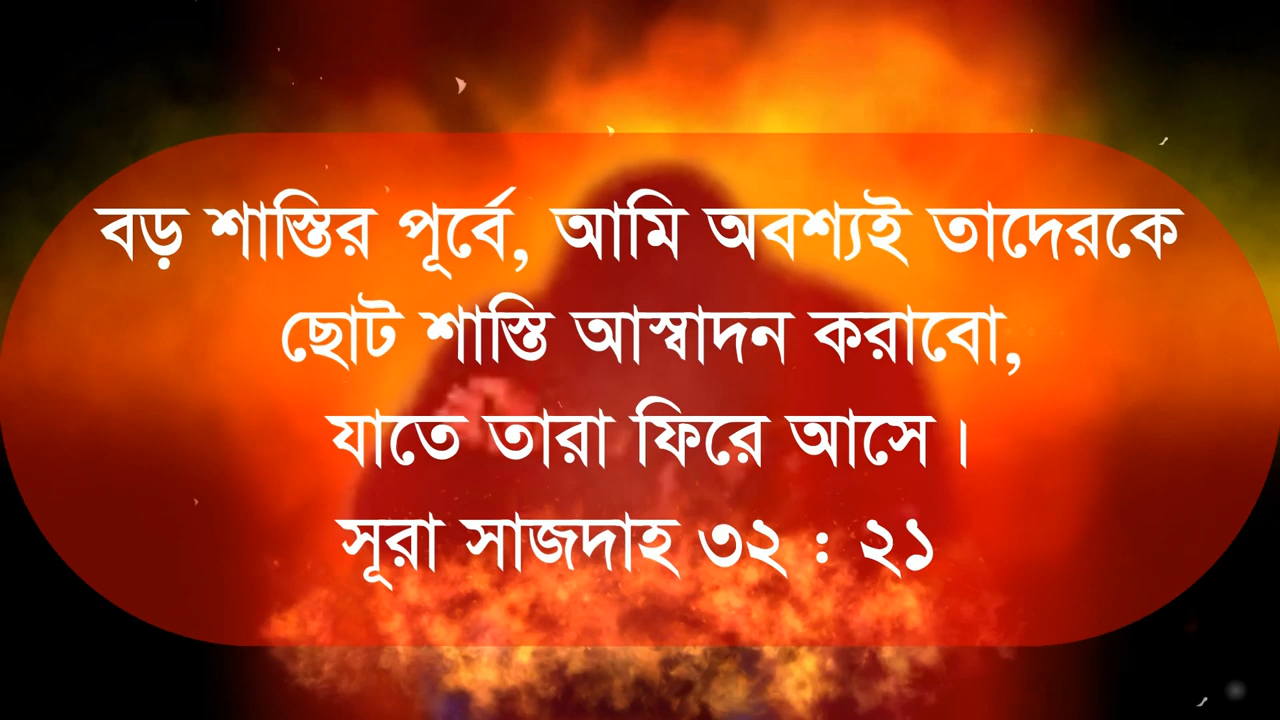 বড় শাস্তির পূর্বে, আমি অবশ্যই তাদেরকে
ছোট শাস্তি আস্বাদন করাবো,
যাতে তারা ফিরে আসে।
সূরা সাজদাহ ৩২ : ২১